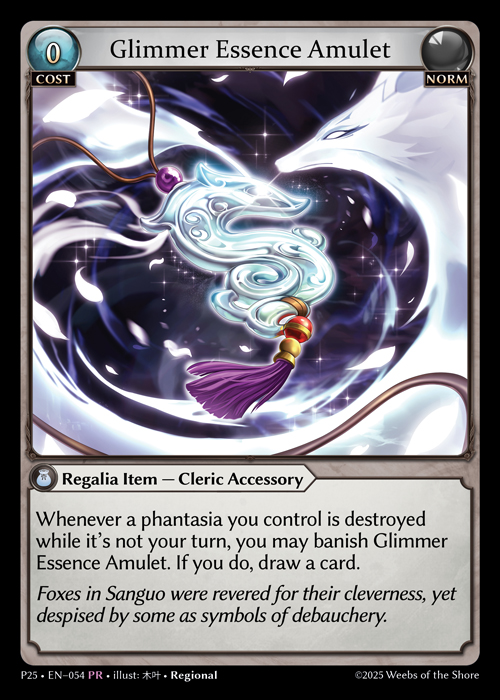 0
Glimmer Essence Amulet
COST
NORM
Regalia Item — Cleric Accessory
Whenever a phantasia you control is destroyed
while it's not your turn, you may banish Glimmer
Essence Amulet. If you do, draw a card.
Foxes in Sanguo were revered for their cleverness, yet
despised by some as symbols of debauchery.
P25 • EN–054 PR • illust: 木叶 • Regional
©2025 Weebs of the Shore